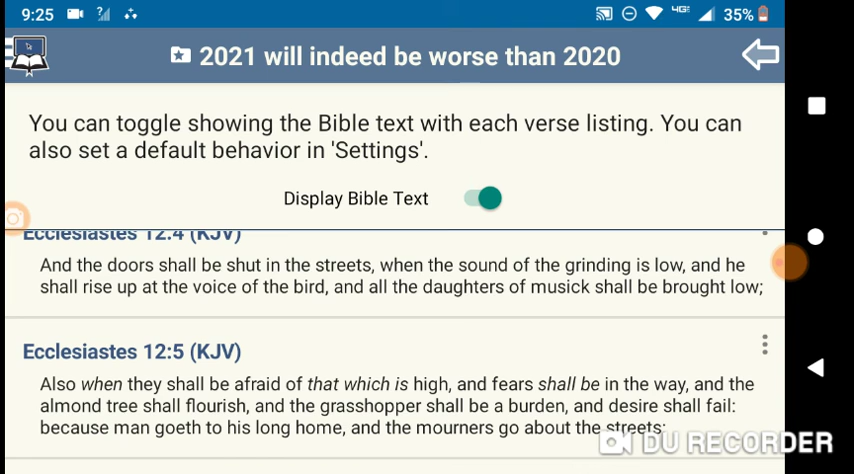 9:25
4G
35%
2021 will indeed be worse than 2020
You can toggle showing the Bible text with each verse listing. You can
also set a default behavior in 'Settings'.
Display Bible Text
Ecclesiastes 12:4 (KJV)
And the doors shall be shut in the streets, when the sound of the grinding is low, and he
shall rise up at the voice of the bird, and all the daughters of musick shall be brought low;
Ecclesiastes 12:5 (KJV)
Also when they shall be afraid of that which is high, and fears shall be in the way, and the
almond tree shall flourish, and the grasshopper shall be a burden, and desire shall fail:
because man goeth to his long home, and the mourners go about the streets:
DU RECORDER